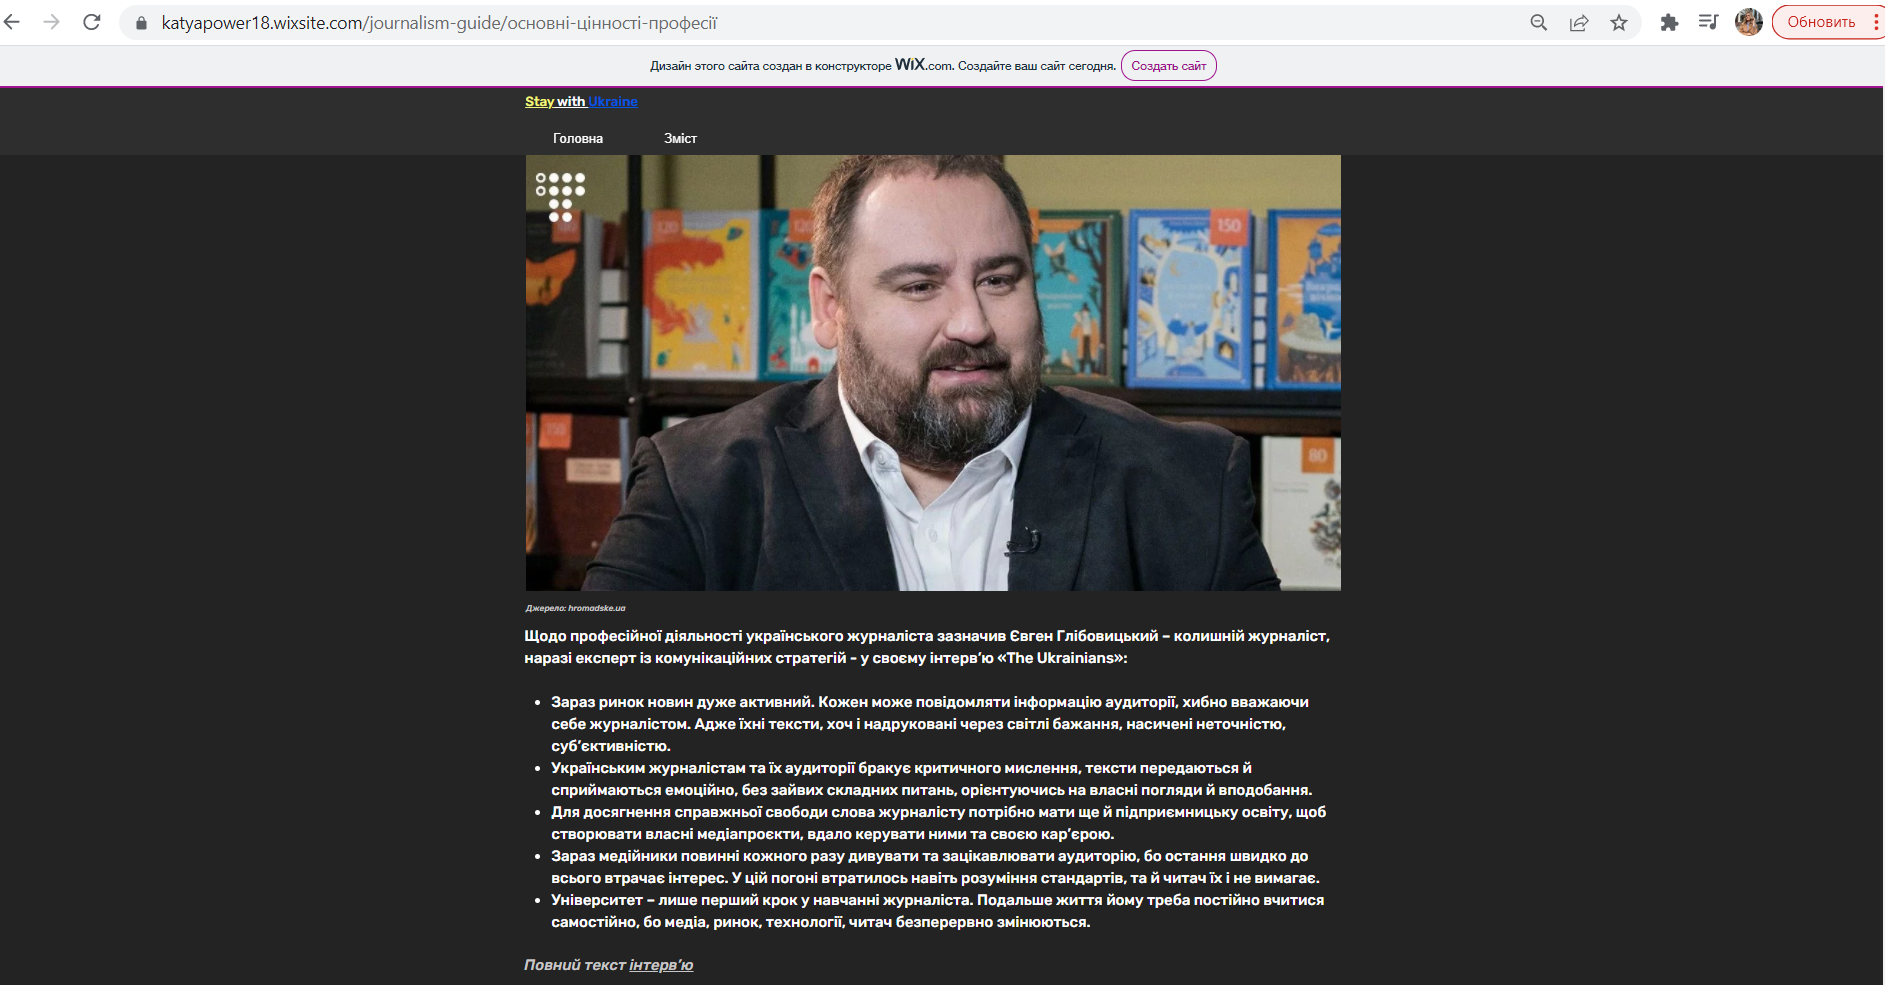 katyapower18.wixsite.com/journalism-guide/основні-цінності-професії
Обновить
Дизайн этого сайта создан в конструкторе WiX.com. Создайте ваш сайт сегодня.
Создать сайт
Stay with Ukraine
Головна
Зміст
120
120
150
150
80
Джерело: hromadske.ua
Щодо професійної діяльності українського журналіста зазначив Євген Глібовицький – колишній журналіст,
наразі експерт із комунікаційних стратегій - у своєму інтерв’ю «The Ukrainians»:
Зараз ринок новин дуже активний. Кожен може повідомляти інформацію аудиторії, хибно вважаючи
себе журналістом. Адже їхні тексти, хоч і надруковані через світлі бажання, насичені неточністю,
суб’єктивністю.
Українським журналістам та їх аудиторії бракує критичного мислення, тексти передаються й
сприймаються емоційно, без зайвих складних питань, орієнтуючись на власні погляди й вподобання.
Для досягнення справжньої свободи слова журналісту потрібно мати ще й підприємницьку освіту, щоб
створювати власні медіапроєкти, вдало керувати ними та своєю кар’єрою.
Зараз медійники повинні кожного разу дивувати та зацікавлювати аудиторію, бо остання швидко до
всього втрачає інтерес. У цій погоні втратилось навіть розуміння стандартів, та й читач їх і не вимагає.
Університет – лише перший крок у навчанні журналіста. Подальше життя йому треба постійно вчитися
самостійно, бо медіа, ринок, технології, читач безперервно змінюються.
Повний текст інтерв’ю